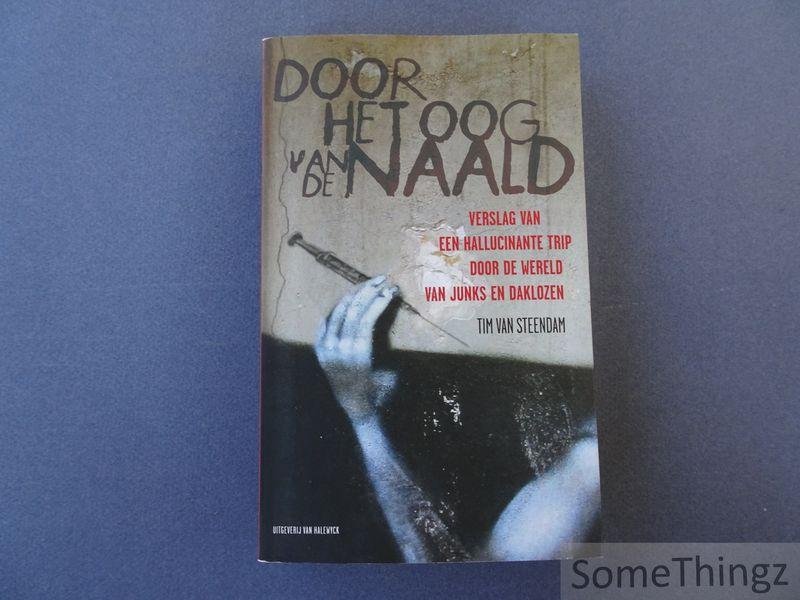 DOOR
HET OOG
VAN DE NAALD
VERSLAG VAN
EEN HALLUCINANTE TRIP
DOOR DE WERELD
VAN JUNKS EN DAKLOZEN
TIM VAN STEENDAM
UITGEVERIJ VAN HALEWYCK
SomeThingz